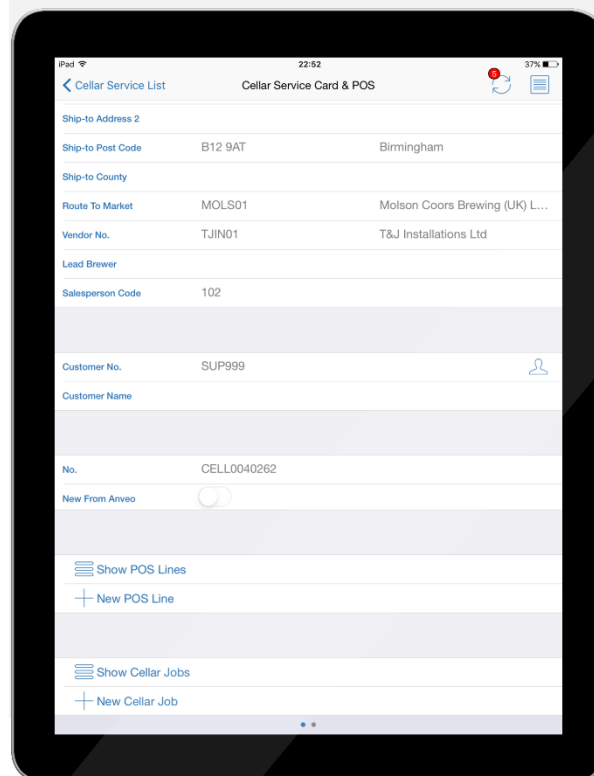 iPad 22:52 37%
Cellar Service List Cellar Service Card & POS 5
Ship-to Address 2
Ship-to Post Code B12 9AT Birmingham
Ship-to County
Route To Market MOLS01 Molson Coors Brewing (UK) L...
Vendor No. TJIN01 T&J Installations Ltd
Lead Brewer
Salesperson Code 102
Customer No. SUP999
Customer Name
No. CELL0040262
New From Anveo
Show POS Lines
New POS Line
Show Cellar Jobs
New Cellar Job